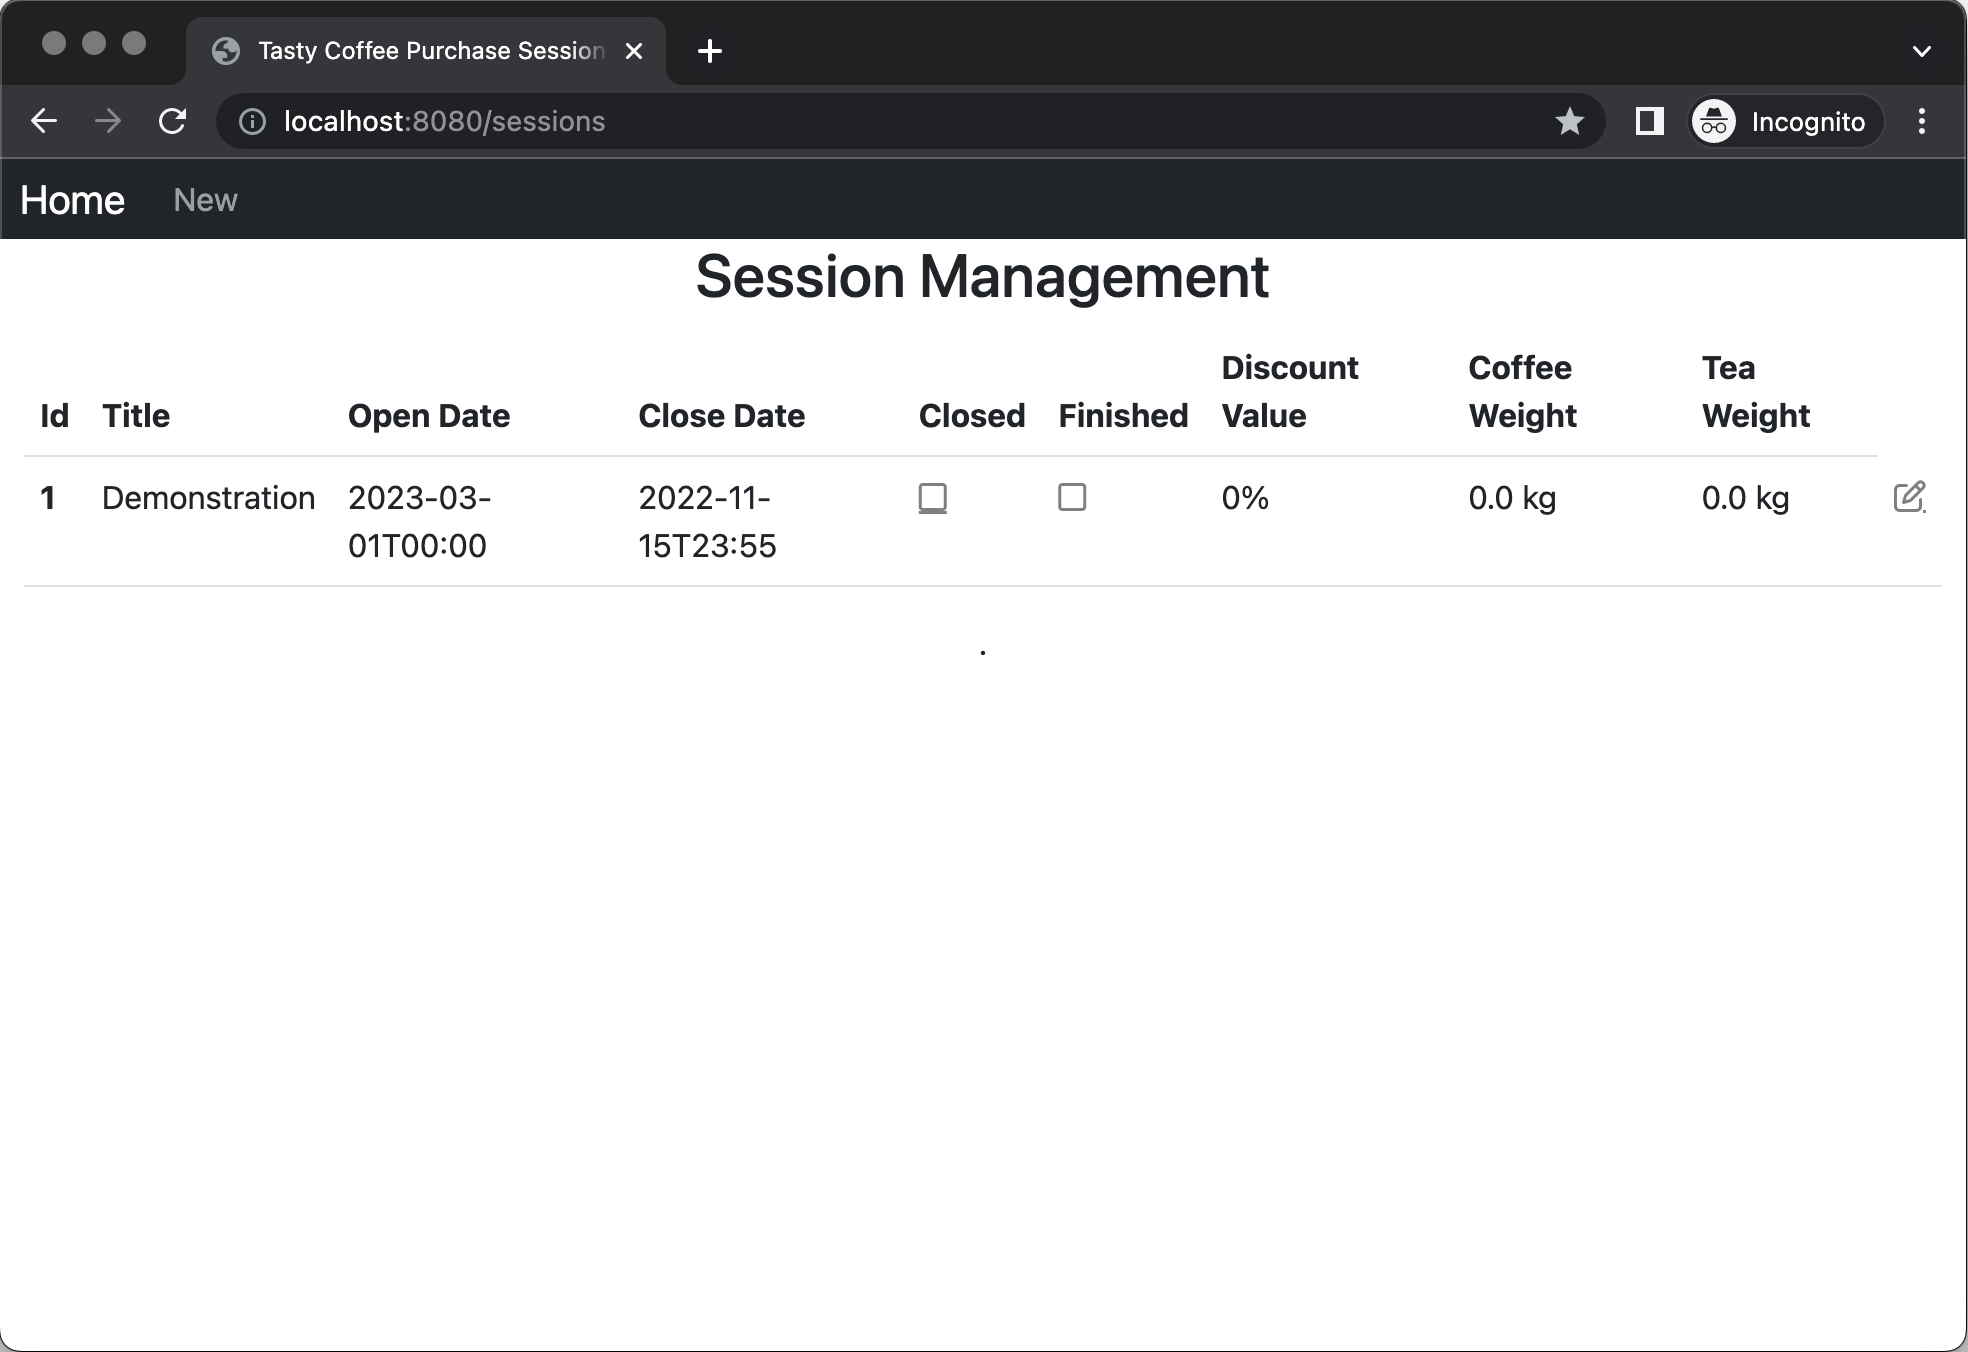 Tasty Coffee Purchase Session
localhost:8080/sessions
Incognito
Home New
Session Management
Id Title Open Date Close Date Closed Finished Discount Value Coffee Weight Tea Weight
1 Demonstration 2023-03- 2022-11- 0% 0.0 kg 0.0 kg
01T00:00 15T23:55
.